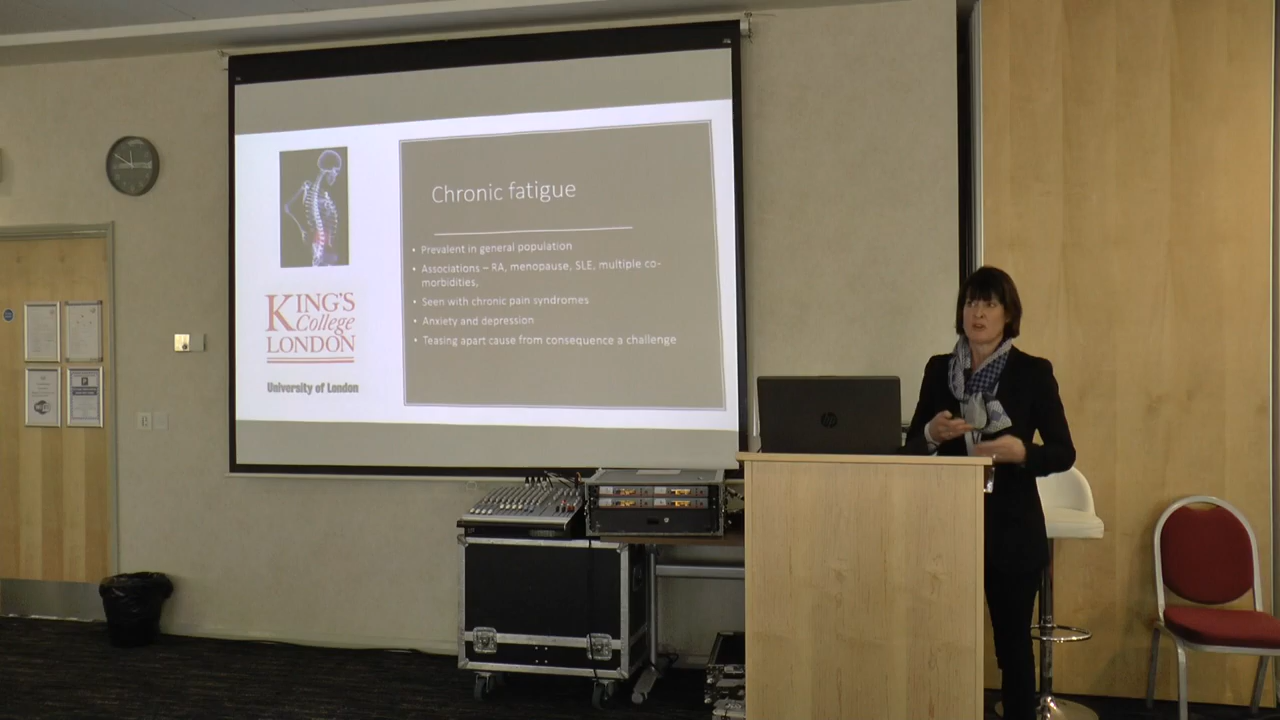 Chronic fatigue
• Prevalent in general population
• Associations – RA, menopause, SLE, multiple co-
morbidities,
• Seen with chronic pain syndromes
• Anxiety and depression
• Teasing apart cause from consequence a challenge
KING'S
College
LONDON
University of London
hp